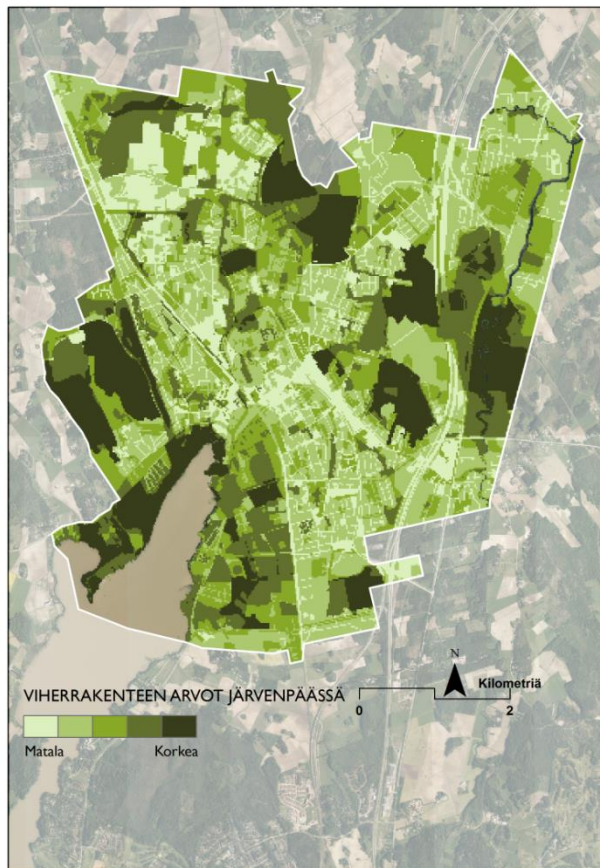 VIHERRAKENTEEN ARVOT JÄRVENPÄÄSSÄ
Matala Korkea
N
Kilometriä
0 2